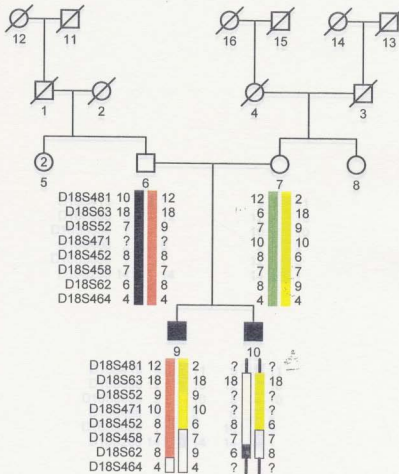 12 11 16 15 14 13
1 2 4 3
2
5 6 7 8
D18S481 10 12 12 2
D18S63 18 18 6 18
D18S52 7 9 7 9
D18S471 ? ? 10 10
D18S452 8 8 8 6
D18S458 7 7 7 7
D18S62 6 8 8 9
D18S464 4 4 4 4
9 10
D18S481 12 2 ? ?
D18S63 18 18 18 18
D18S52 9 9 ? ?
D18S471 10 10 ? ?
D18S452 8 6 ? 6
D18S458 7 7 8 ?
D18S62 8 9 6 8
D18S464 4 4 ? ?